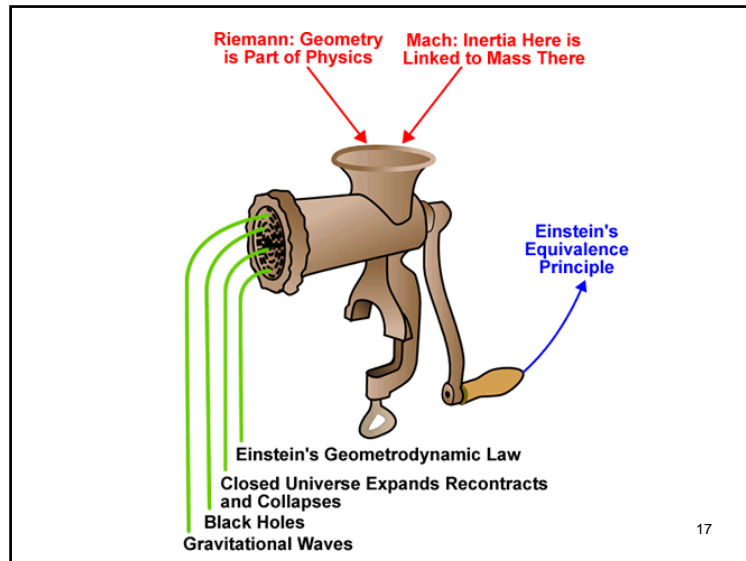 Riemann: Geometry
is Part of Physics
Mach: Inertia Here is
Linked to Mass There
Einstein's
Equivalence
Principle
Einstein's Geometrodynamic Law
Closed Universe Expands Recontracts
and Collapses
Black Holes
Gravitational Waves
17